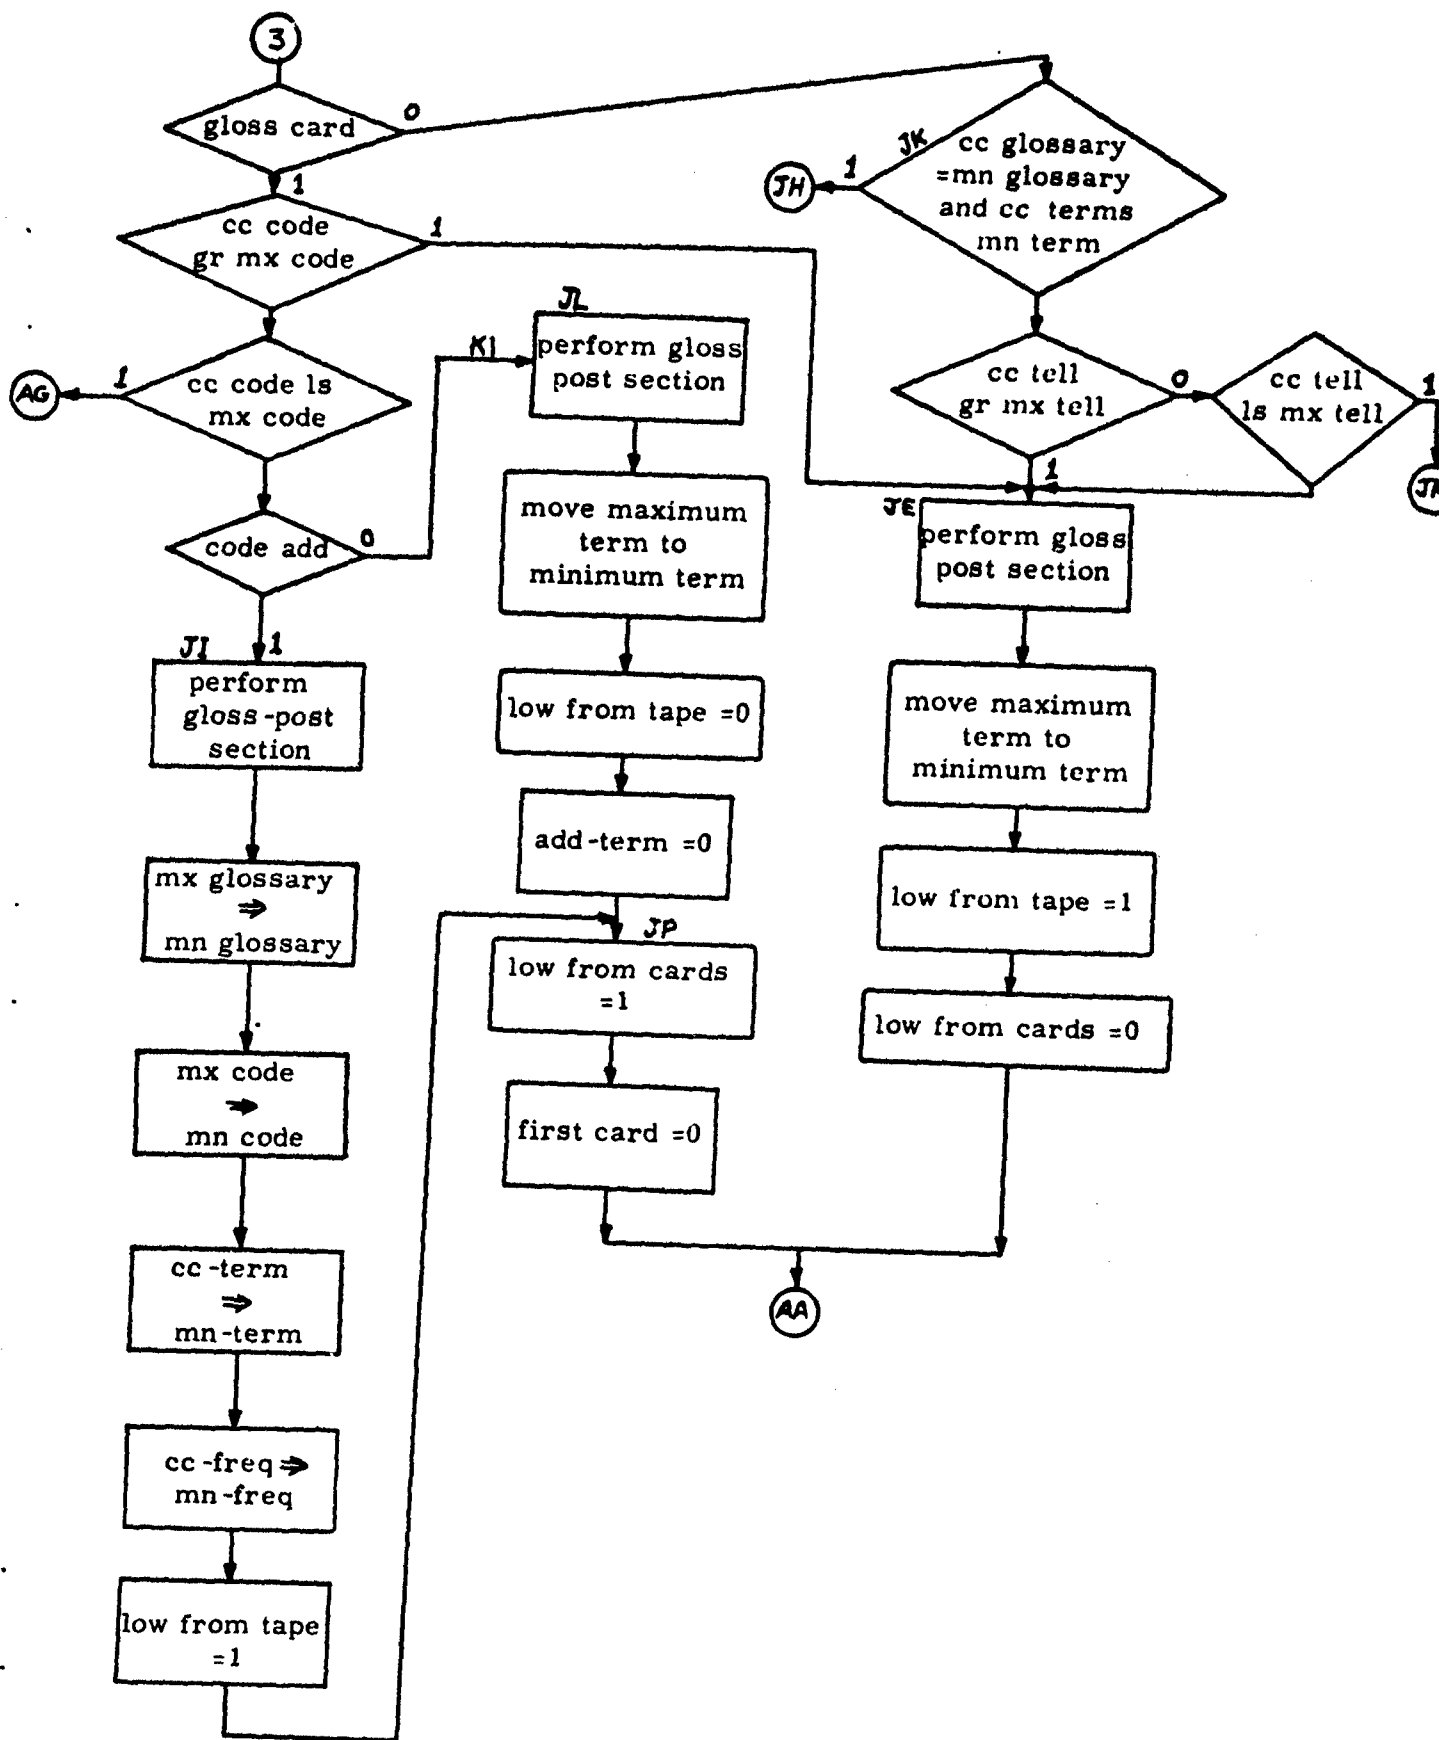 3
gloss card
0
1
cc code
gr mx code
1
cc code ls
mx code
1
AG
code add
0
1
JI
perform
gloss-post
section
mx glossary
⇒
mn glossary
mx code
⇒
mn code
cc-term
⇒
mn-term
cc-freq ⇒
mn-freq
low from tape
=1
KI
JL
perform gloss
post section
move maximum
term to
minimum term
low from tape =0
add-term =0
JP
low from cards
=1
first card =0
JK
cc glossary
=mn glossary
and cc terms
mn term
1
JH
cc tell
gr mx tell
0
1
cc tell
ls mx tell
1
JE
perform gloss
post section
move maximum
term to
minimum term
low from tape =1
low from cards =0
AA